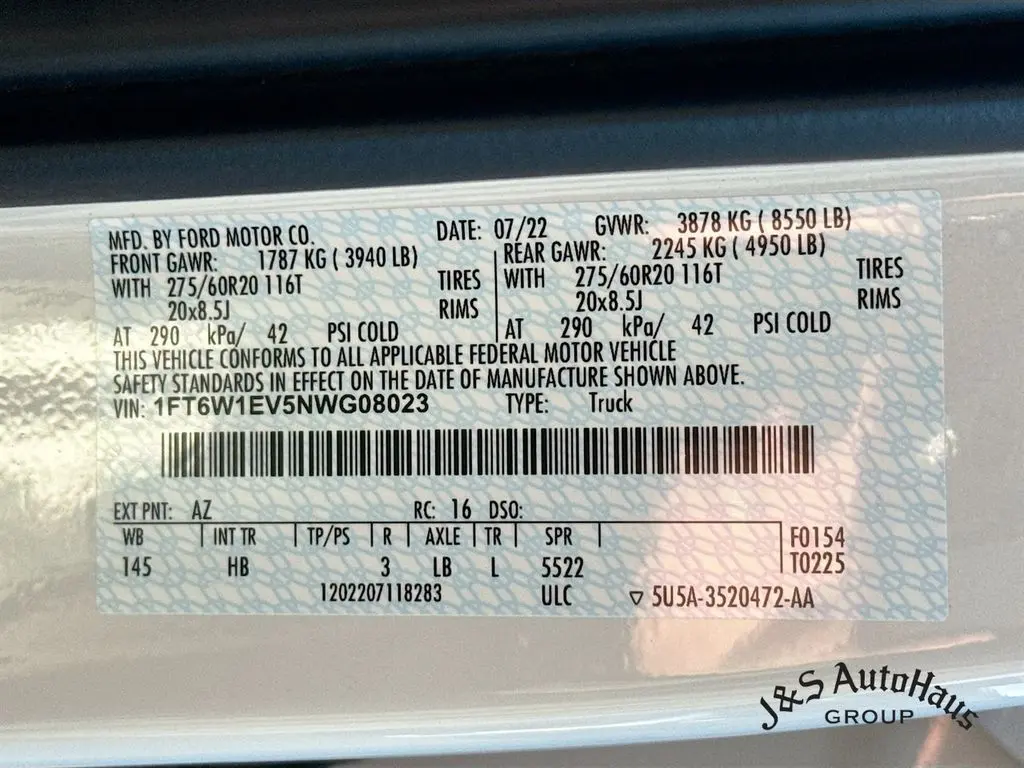 MFD. BY FORD MOTOR CO. DATE: 07/22 GVWR: 3878 KG ( 8550 LB)
FRONT GAWR: 1787 KG ( 3940 LB) REAR GAWR: 2245 KG ( 4950 LB)
WITH 275/60R20 116T TIRES WITH 275/60R20 116T TIRES
20x8.5J RIMS 20x8.5J RIMS
AT 290 kPa/ 42 PSI COLD AT 290 kPa/ 42 PSI COLD
THIS VEHICLE CONFORMS TO ALL APPLICABLE FEDERAL MOTOR VEHICLE
SAFETY STANDARDS IN EFFECT ON THE DATE OF MANUFACTURE SHOWN ABOVE.
VIN: 1FT6W1EV5NWG08023 TYPE: Truck
EXT PNT: AZ RC: 16 DSO:
WB INT TR TP/PS R AXLE TR SPR F0154
145 HB 3 LB L 5522 T0225
1202207118283 ULC ▽ 5U5A-3520472-AA
J&S AutoHaus
GROUP